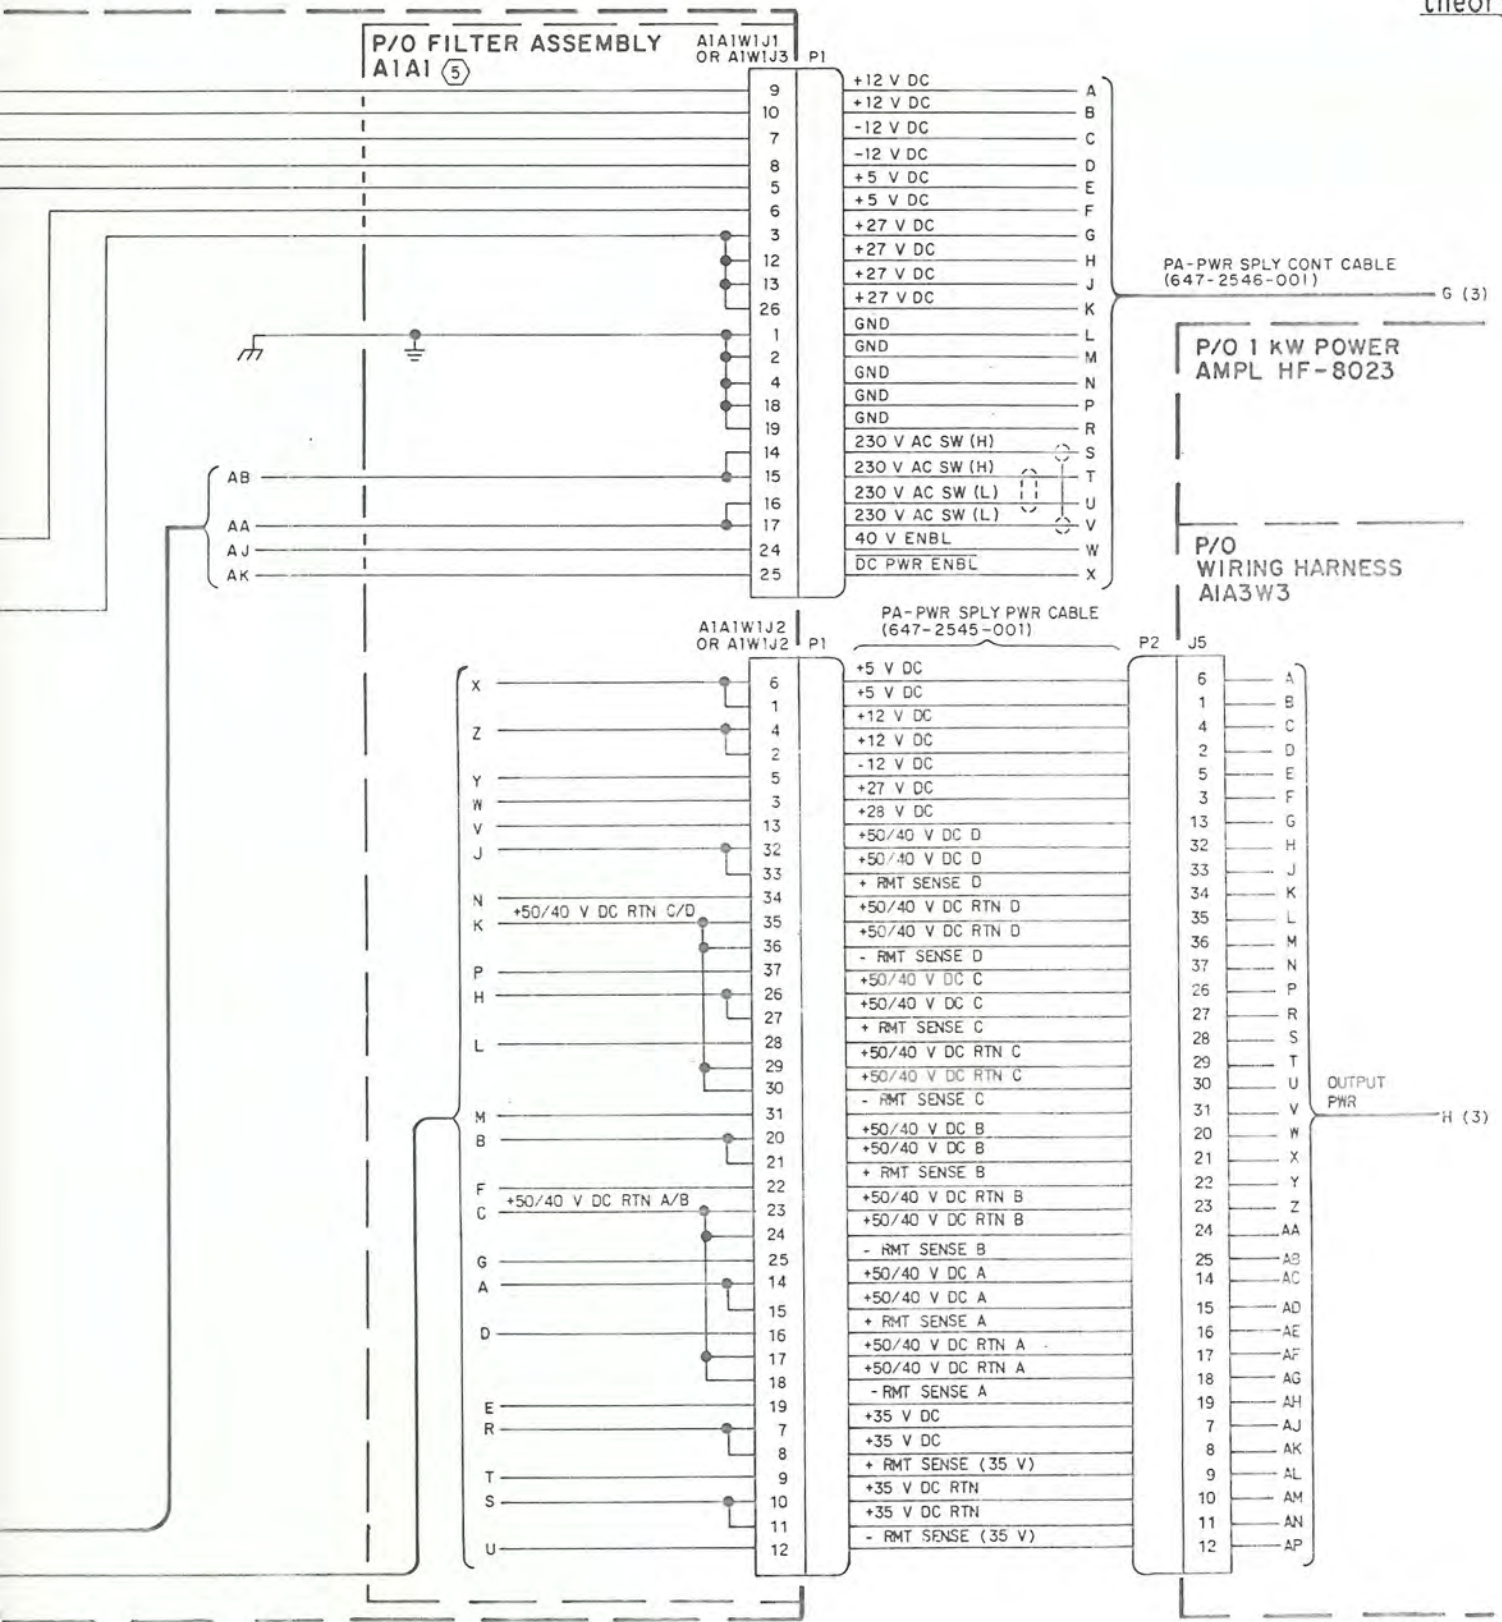 theor
P/O FILTER ASSEMBLY
A1A1 5
A1A1W1J1
OR A1W1J3 P1
9 +12 V DC A
10 +12 V DC B
7 -12 V DC C
8 -12 V DC D
5 +5 V DC E
6 +5 V DC F
3 +27 V DC G
12 +27 V DC H
13 +27 V DC J
26 +27 V DC K
1 GND L
2 GND M
4 GND N
18 GND P
19 GND R
14 230 V AC SW (H) S
AB 15 230 V AC SW (H) T
16 230 V AC SW (L) U
AA 17 230 V AC SW (L) V
AJ 24 40 V ENBL W
AK 25 DC PWR ENBL X
PA-PWR SPLY CONT CABLE
(647-2546-001)
G (3)
P/O 1 KW POWER
AMPL HF-8023
P/O
WIRING HARNESS
A1A3W3
A1A1W1J2
OR A1W1J2 P1
PA-PWR SPLY PWR CABLE
(647-2545-001)
P2 J5
X 6 +5 V DC 6 A
1 +5 V DC 1 B
Z 4 +12 V DC 4 C
2 +12 V DC 2 D
Y 5 -12 V DC 5 E
W 3 +27 V DC 3 F
V 13 +28 V DC 13 G
J 32 +50/40 V DC D 32 H
33 +50/40 V DC D 33 J
N 34 + RMT SENSE D 34 K
K +50/40 V DC RTN C/D 35 +50/40 V DC RTN D 35 L
36 +50/40 V DC RTN D 36 M
P 37 - RMT SENSE D 37 N
H 26 +50/40 V DC C 26 P
27 +50/40 V DC C 27 R
L 28 + RMT SENSE C 28 S
29 +50/40 V DC RTN C 29 T
30 +50/40 V DC RTN C 30 U
M 31 - RMT SENSE C 31 V
B 20 +50/40 V DC B 20 W
21 +50/40 V DC B 21 X
F 22 + RMT SENSE B 22 Y
C +50/40 V DC RTN A/B 23 +50/40 V DC RTN B 23 Z
24 +50/40 V DC RTN B 24 AA
G 25 - RMT SENSE B 25 AB
A 14 +50/40 V DC A 14 AC
15 +50/40 V DC A 15 AD
D 16 + RMT SENSE A 16 AE
17 +50/40 V DC RTN A 17 AF
18 +50/40 V DC RTN A 18 AG
E 19 - RMT SENSE A 19 AH
R 7 +35 V DC 7 AJ
8 +35 V DC 8 AK
T 9 + RMT SENSE (35 V) 9 AL
S 10 +35 V DC RTN 10 AM
11 +35 V DC RTN 11 AN
U 12 - RMT SENSE (35 V) 12 AP
OUTPUT
PWR
H (3)